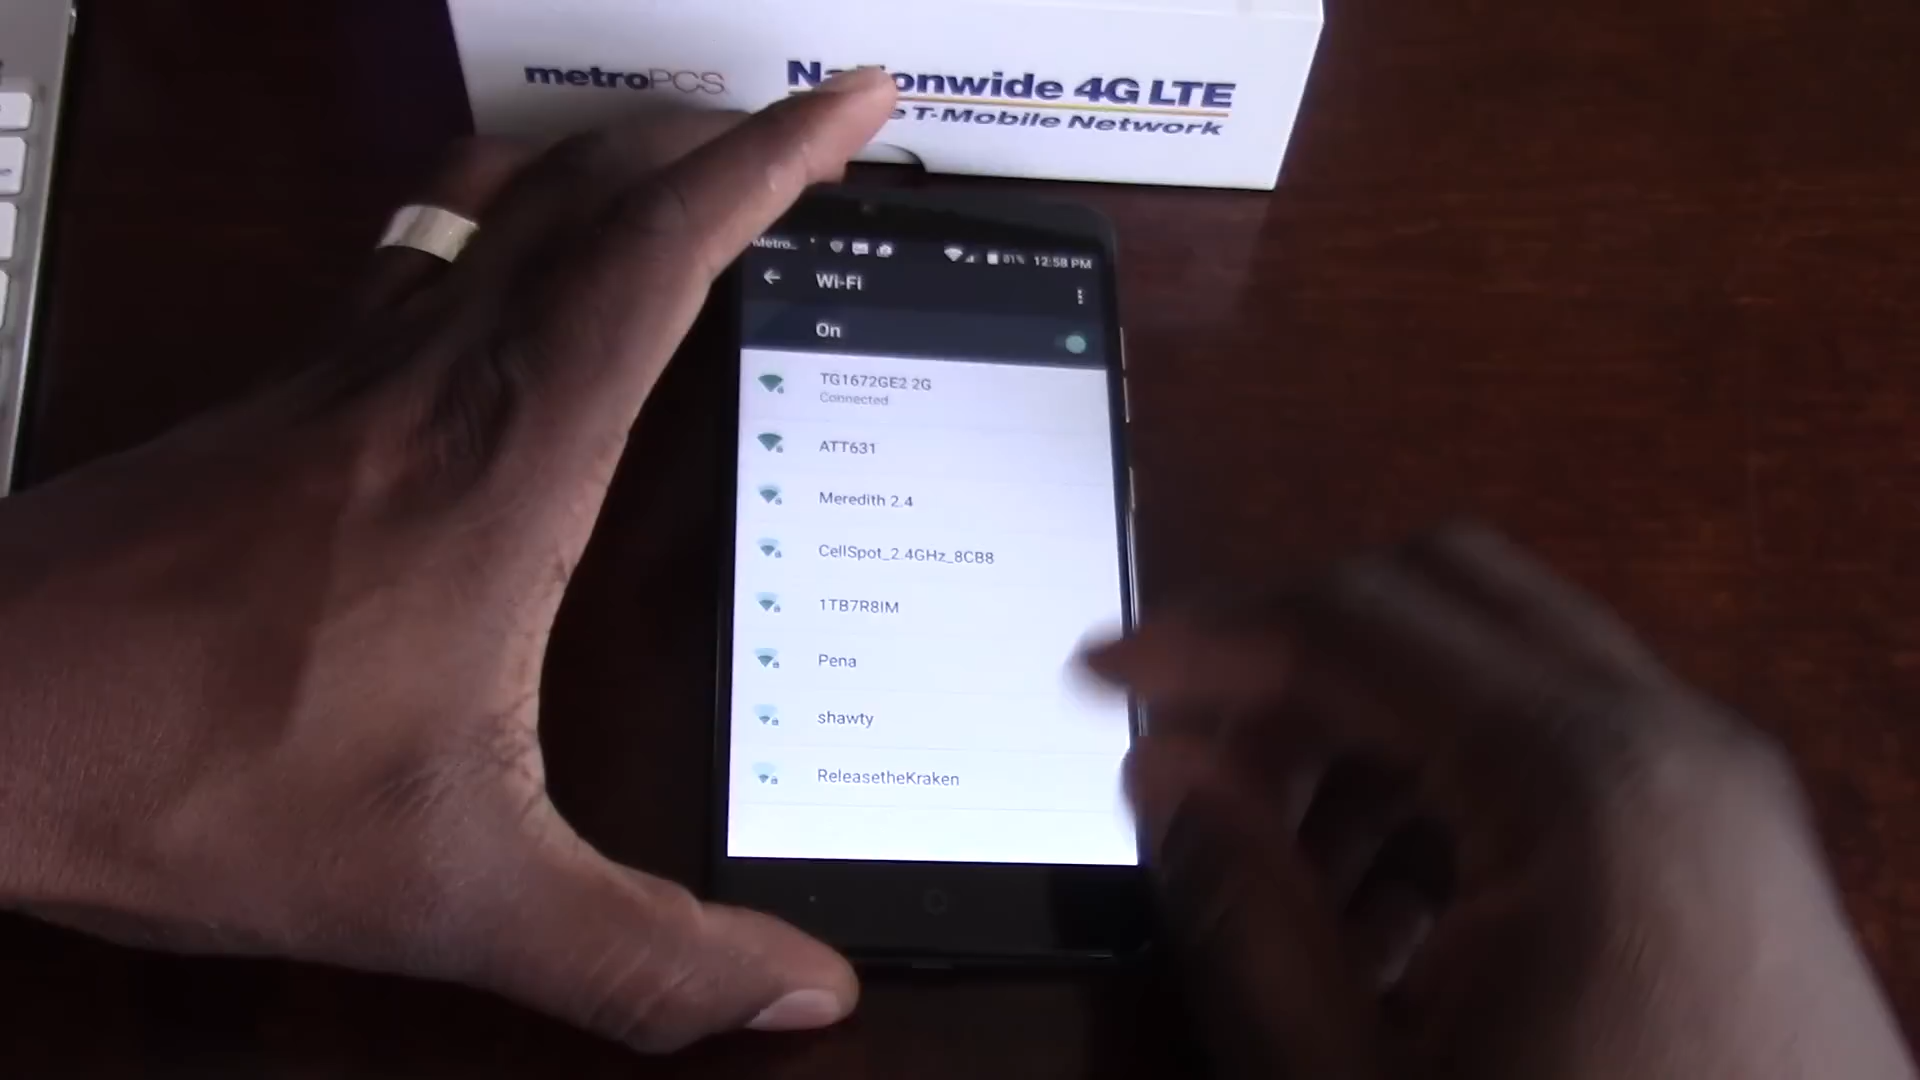 metroPCS
Nationwide 4G LTE
e T-Mobile Network
Metro..
81% 12:58 PM
Wi-Fi
On
TG1672GE2 2G
Connected
ATT631
Meredith 2.4
CellSpot_2.4GHz_8CB8
1TB7R8IM
Pena
shawty
ReleasetheKraken